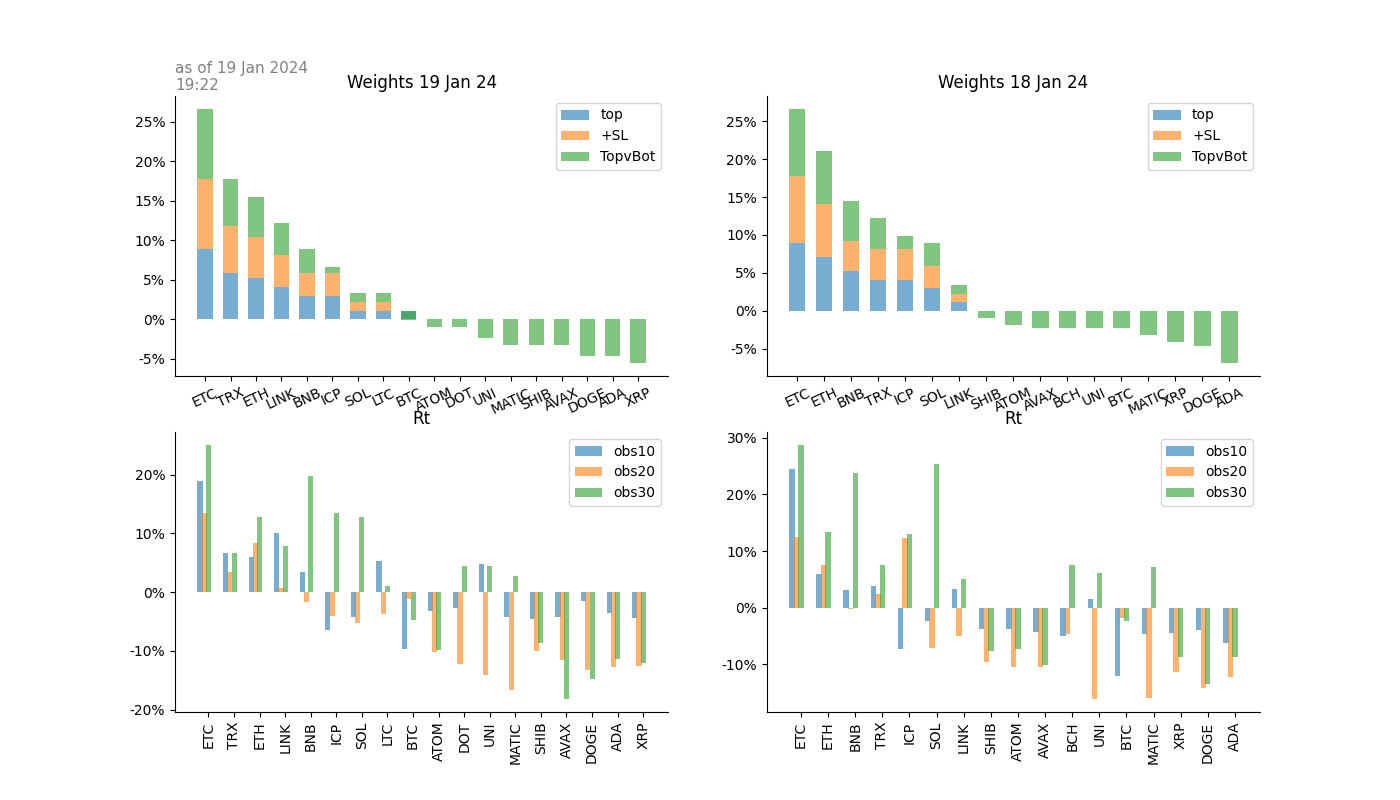 as of 19 Jan 2024
19:22
Weights 19 Jan 24
25%
20%
15%
10%
5%
0%
-5%
top
+SL
TopvBot
ETC TRX ETH LINK BNB ICP SOL LTC BTC ATOM DOT UNI MATIC SHIB AVAX DOGE ADA XRP
Weights 18 Jan 24
25%
20%
15%
10%
5%
0%
-5%
top
+SL
TopvBot
ETC ETH BNB TRX ICP SOL LINK SHIB ATOM AVAX BCH UNI BTC MATIC XRP DOGE ADA
Rt
20%
10%
0%
-10%
-20%
obs10
obs20
obs30
ETC TRX ETH LINK BNB ICP SOL LTC BTC ATOM DOT UNI MATIC SHIB AVAX DOGE ADA XRP
Rt
30%
20%
10%
0%
-10%
obs10
obs20
obs30
ETC ETH BNB TRX ICP SOL LINK SHIB ATOM AVAX BCH UNI BTC MATIC XRP DOGE ADA